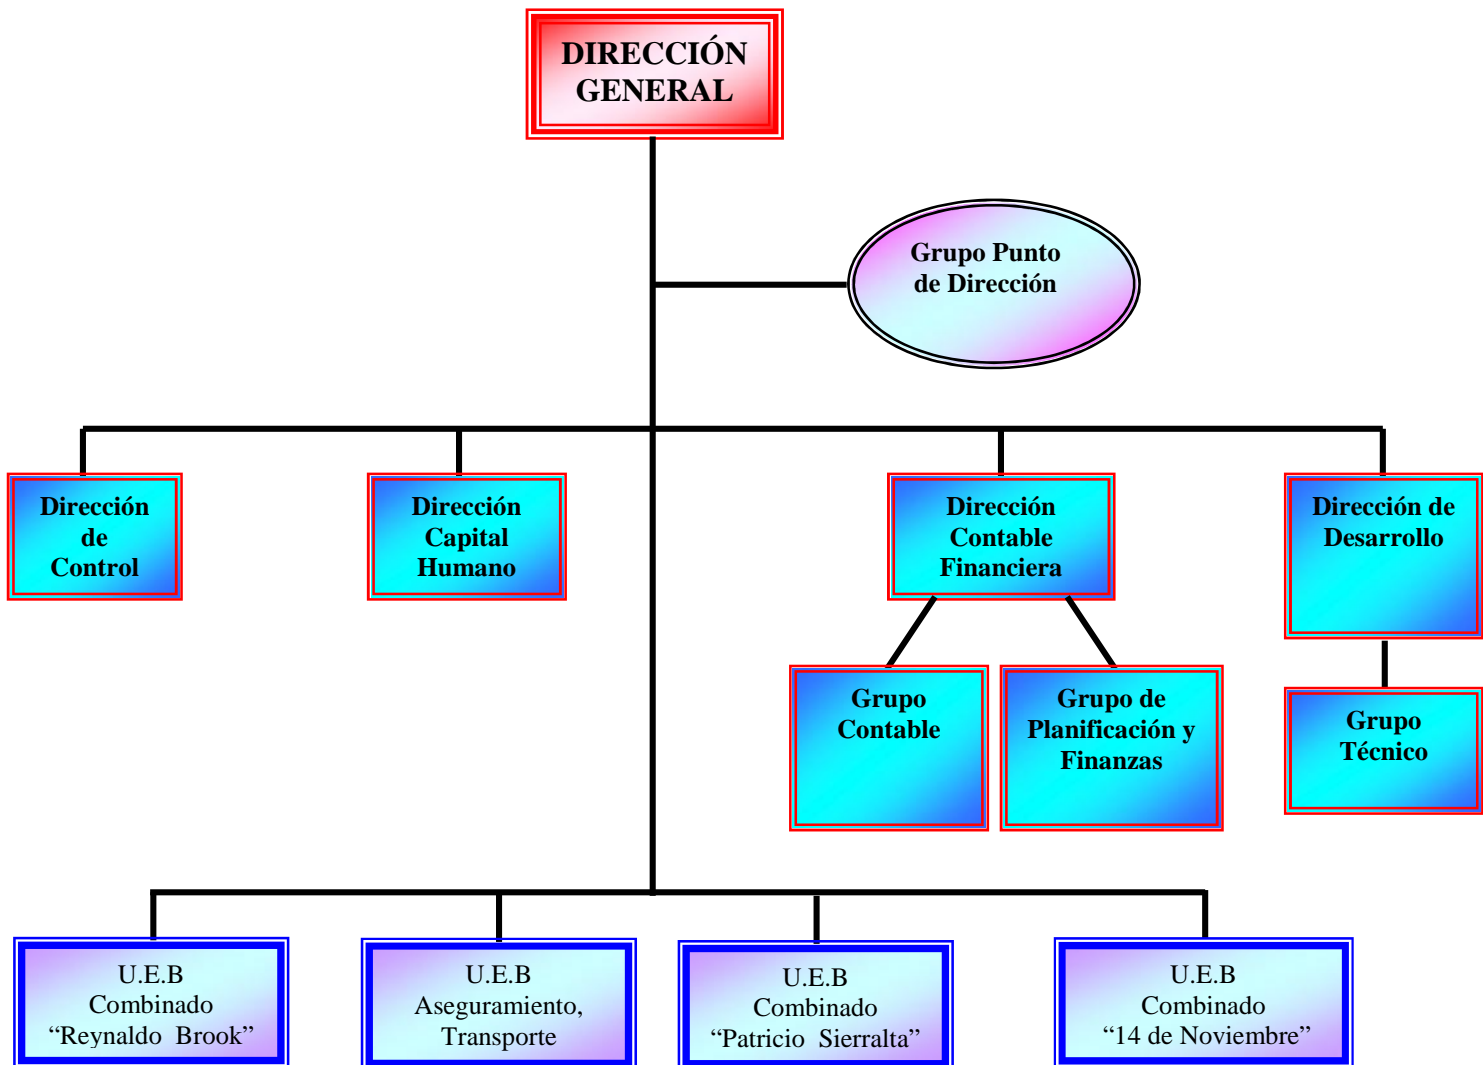 DIRECCIÓN
GENERAL
Grupo Punto
de Dirección
Dirección
de
Control
Dirección
Capital
Humano
Dirección
Contable
Financiera
Dirección de
Desarrollo
Grupo
Contable
Grupo de
Planificación y
Finanzas
Grupo
Técnico
U.E.B
Combinado
“Reynaldo Brook”
U.E.B
Aseguramiento,
Transporte
U.E.B
Combinado
“Patricio Sierralta”
U.E.B
Combinado
“14 de Noviembre”